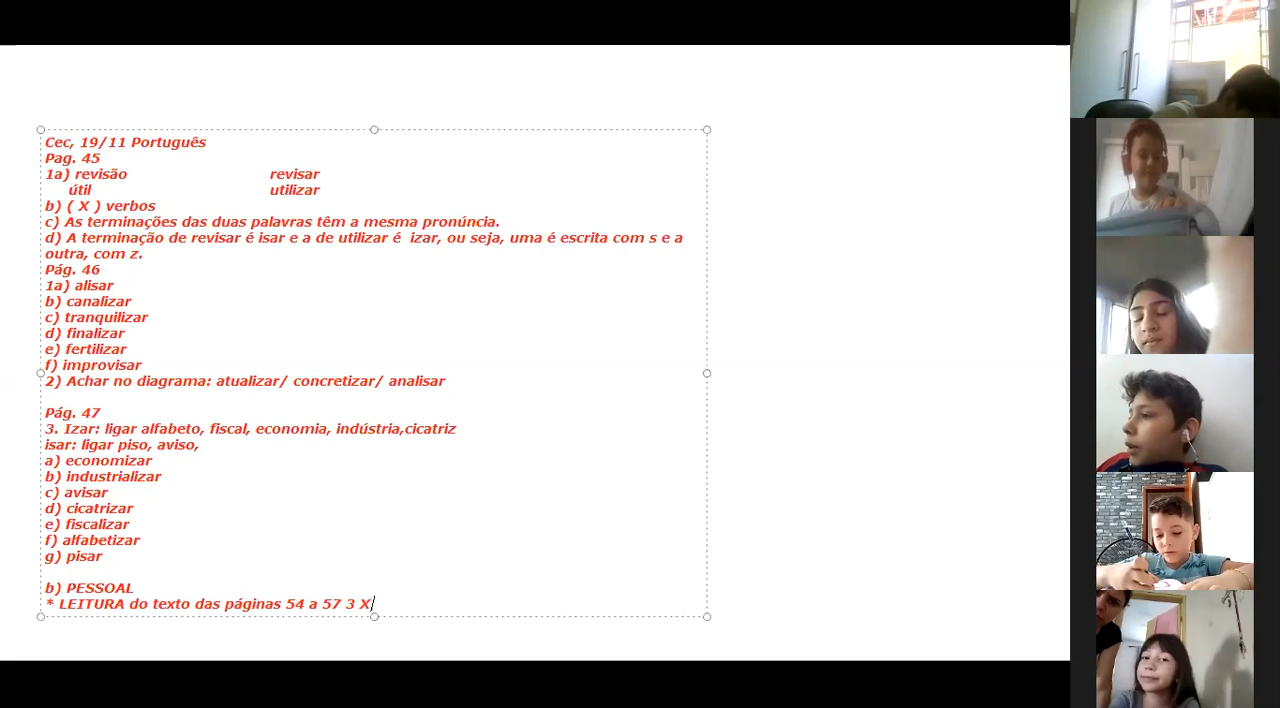 Cec, 19/11 Português
Pag. 45
1a) revisão revisar
útil utilizar
b) ( X ) verbos
c) As terminações das duas palavras têm a mesma pronúncia.
d) A terminação de revisar é isar e a de utilizar é izar, ou seja, uma é escrita com s e a
outra, com z.
Pág. 46
1a) alisar
b) canalizar
c) tranquilizar
d) finalizar
e) fertilizar
f) improvisar
2) Achar no diagrama: atualizar/ concretizar/ analisar
Pág. 47
3. Izar: ligar alfabeto, fiscal, economia, indústria,cicatriz
isar: ligar piso, aviso,
a) economizar
b) industrializar
c) avisar
d) cicatrizar
e) fiscalizar
f) alfabetizar
g) pisar
b) PESSOAL
* LEITURA do texto das páginas 54 a 57 3 X